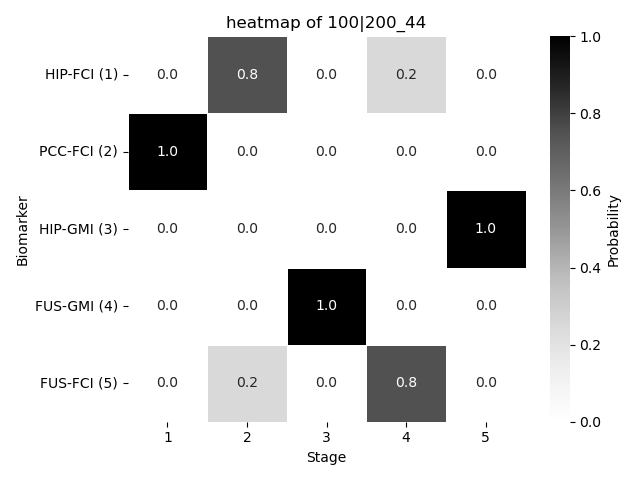 heatmap of 100|200_44
HIP-FCI (1)
0.0 0.8 0.0 0.2 0.0
PCC-FCI (2)
1.0 0.0 0.0 0.0 0.0
HIP-GMI (3)
0.0 0.0 0.0 0.0 1.0
FUS-GMI (4)
0.0 0.0 1.0 0.0 0.0
FUS-FCI (5)
0.0 0.2 0.0 0.8 0.0
1 2 3 4 5
Stage
Biomarker
1.0
0.8
0.6
0.4
0.2
0.0
Probability